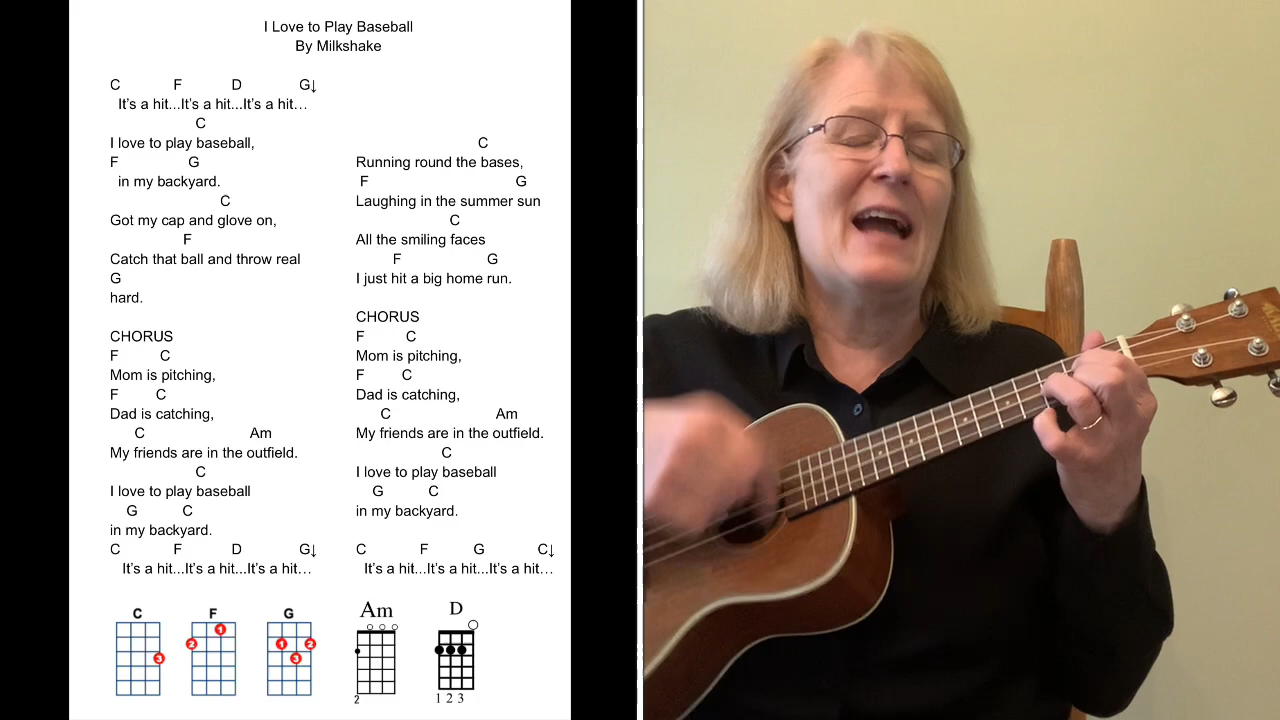 I Love to Play Baseball
By Milkshake
C F D G↓
It's a hit...It's a hit...It's a hit...
C
I love to play baseball,
F G
in my backyard.
C
Got my cap and glove on,
F
Catch that ball and throw real
G
hard.
CHORUS
F C
Mom is pitching,
F C
Dad is catching,
C Am
My friends are in the outfield.
C
I love to play baseball
G C
in my backyard.
C F D G↓
It's a hit...It's a hit...It's a hit...
C
Running round the bases,
F G
Laughing in the summer sun
C
All the smiling faces
F G
I just hit a big home run.
CHORUS
F C
Mom is pitching,
F C
Dad is catching,
C Am
My friends are in the outfield.
C
I love to play baseball
G C
in my backyard.
C F G C↓
It's a hit...It's a hit...It's a hit...
C F G Am D
3
2 1
1 2 3
2
1 2 3